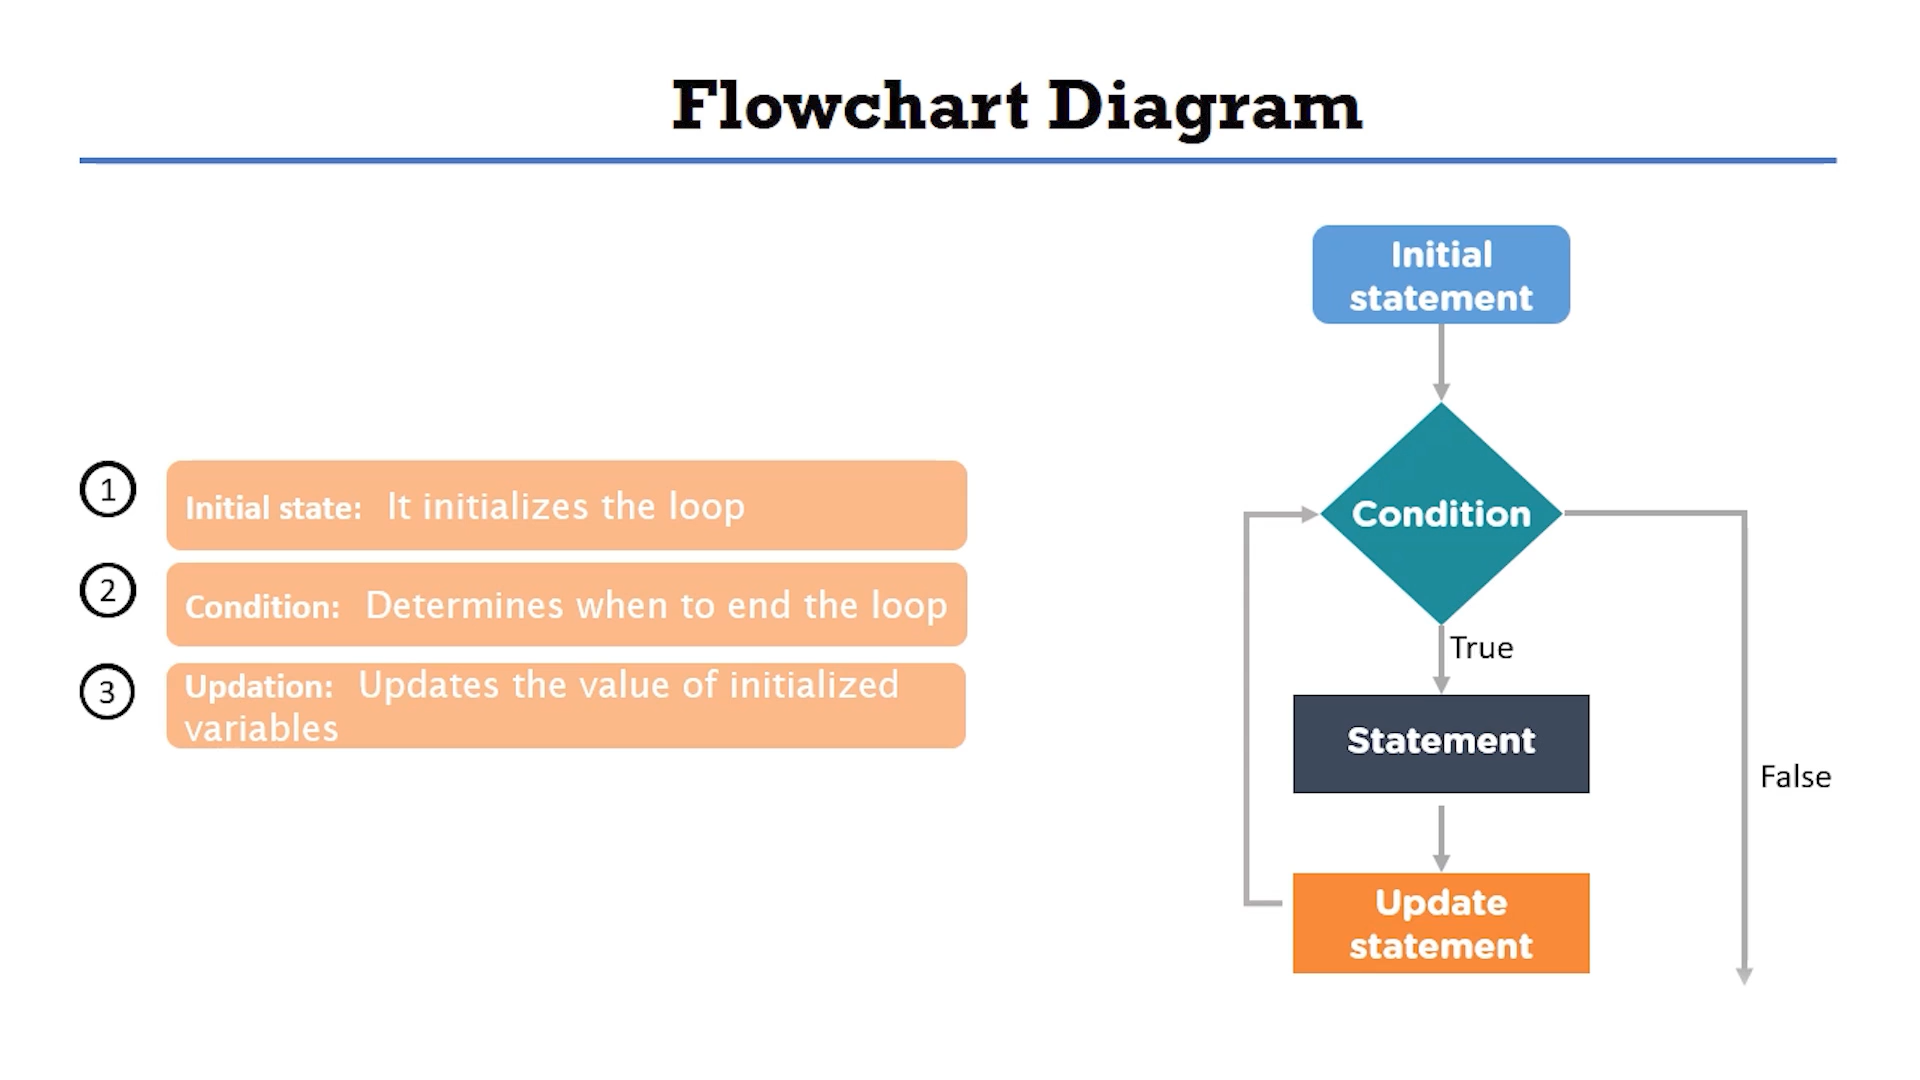 Flowchart Diagram
1
Initial state: It initializes the loop
2
Condition: Determines when to end the loop
3
Updation: Updates the value of initialized
variables
Initial
statement
Condition
True
Statement
False
Update
statement